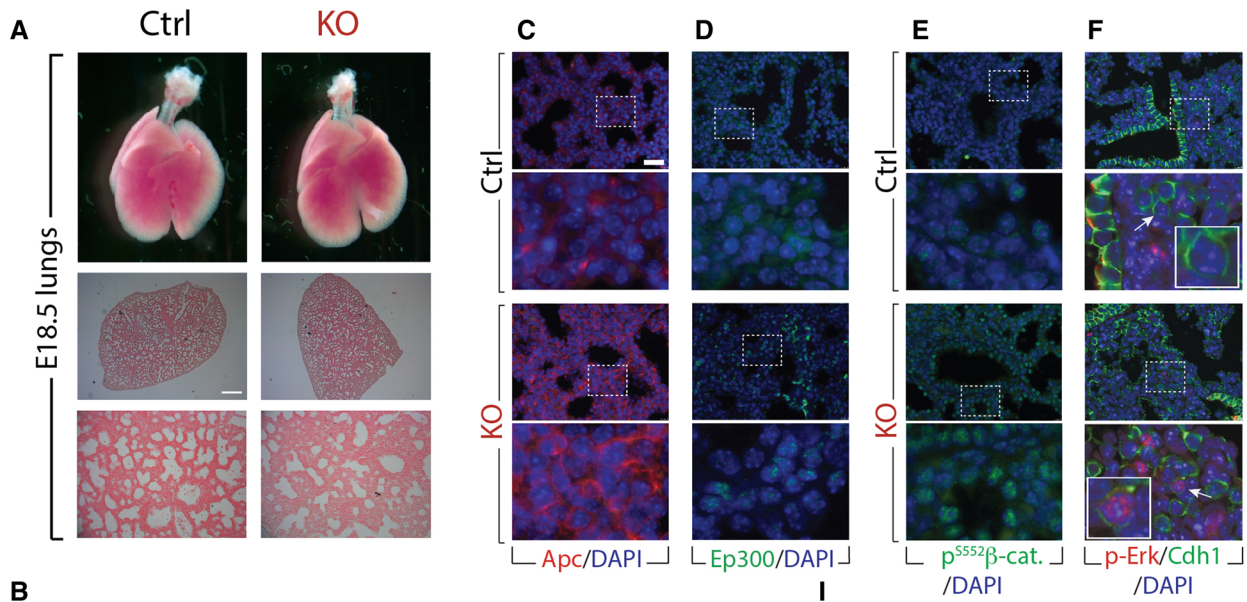 A
Ctrl
KO
C
D
E
F
E18.5 lungs
Ctrl
Ctrl
KO
KO
Apc/DAPI
Ep300/DAPI
pS552β-cat.
/DAPI
p-Erk/Cdh1
/DAPI
B
I